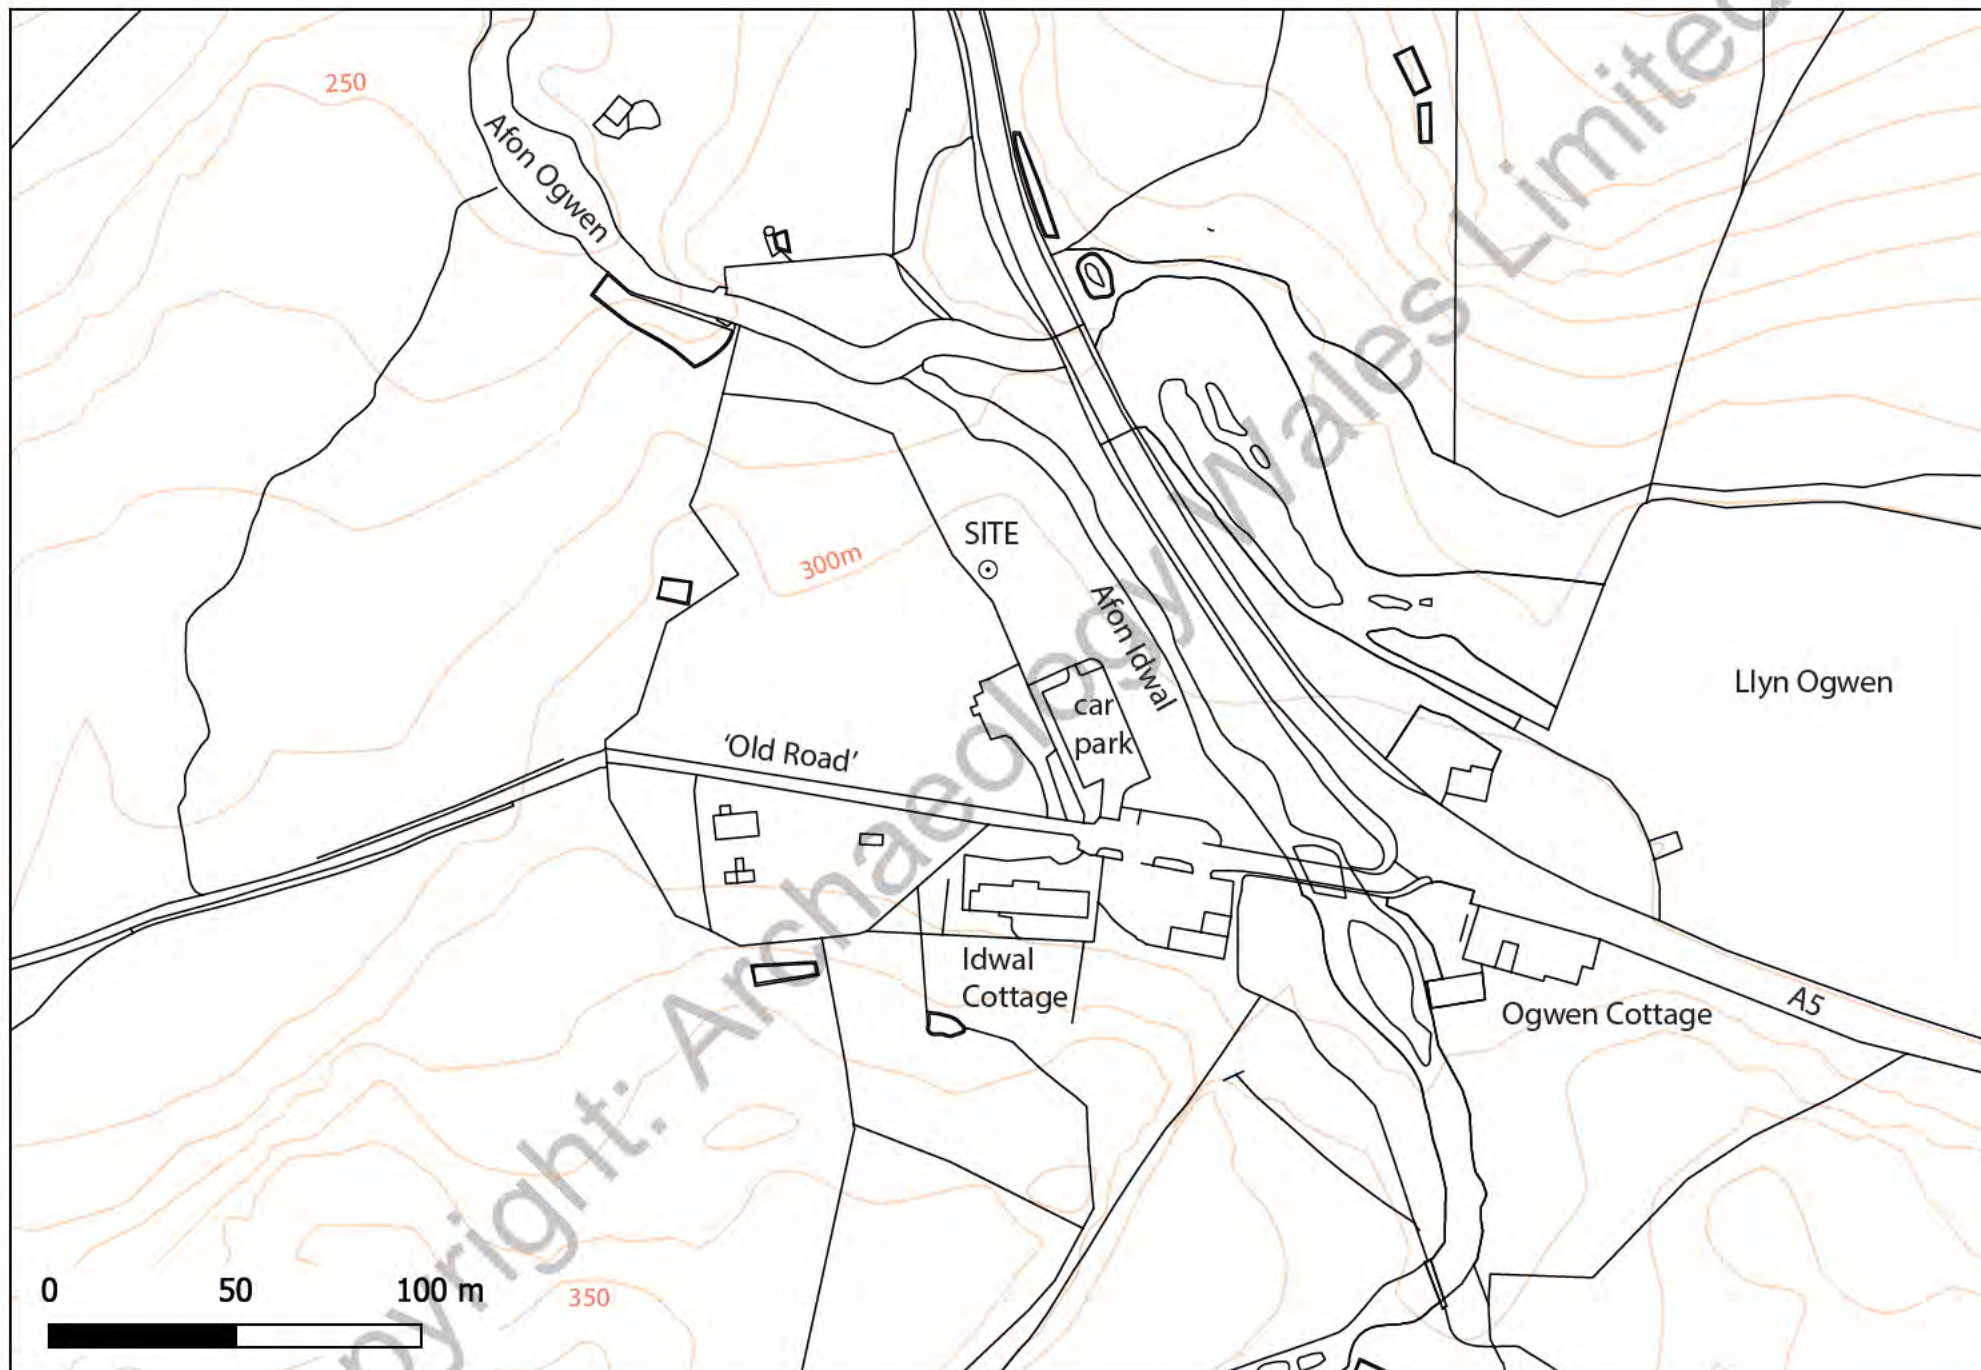 250
Afon Ogwen
SITE
300m
Afon Idwal
Llyn Ogwen
car
park
'Old Road'
Idwal
Cottage
Ogwen Cottage
A5
0 50 100 m
350
pyright: Archaeology Wales Limited